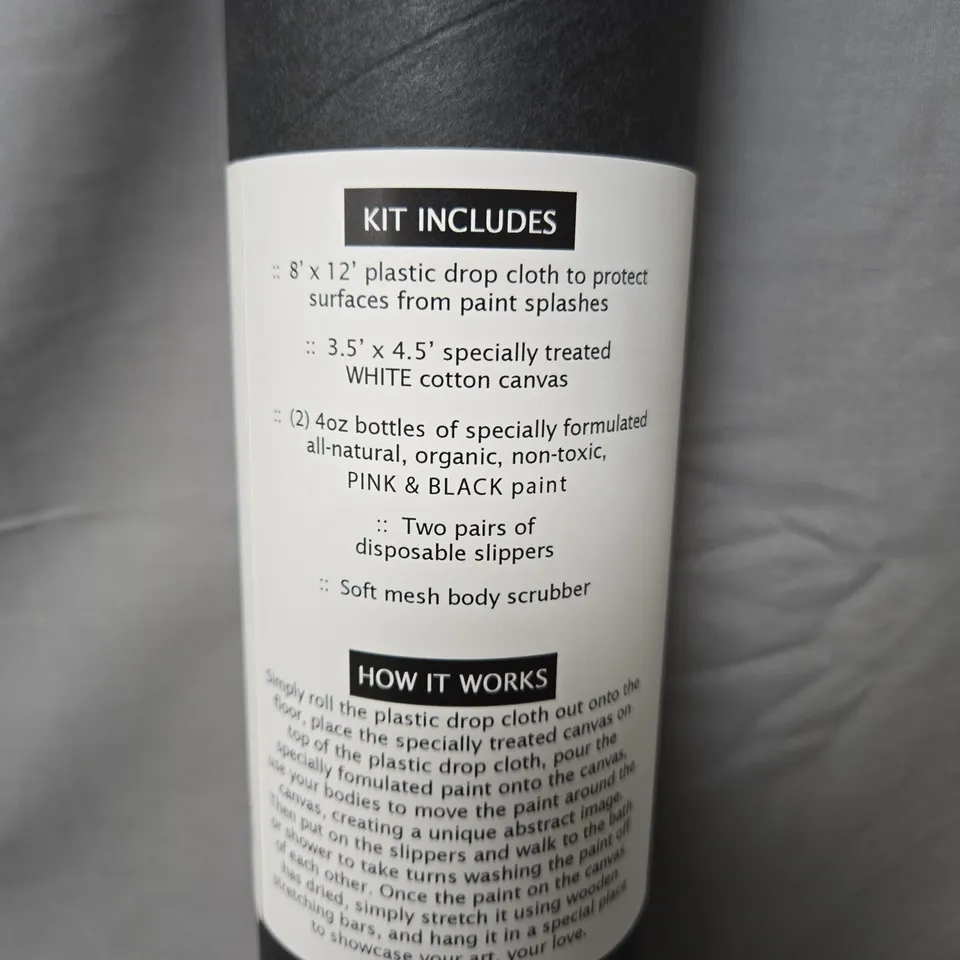 KIT INCLUDES
:: 8' x 12' plastic drop cloth to protect
surfaces from paint splashes
:: 3.5' x 4.5' specially treated
WHITE cotton canvas
:: (2) 4oz bottles of specially formulated
all-natural, organic, non-toxic,
PINK & BLACK paint
:: Two pairs of
disposable slippers
:: Soft mesh body scrubber
HOW IT WORKS
Simply roll the plastic drop cloth out onto the
floor, place the specially treated canvas on
top of the plastic drop cloth, pour the
specially fomulated paint onto the canvas,
use your bodies to move the paint around the
canvas, creating a unique abstract image.
Then put on the slippers and walk to the bath
or shower to take turns washing the paint off
of each other. Once the paint on the canvas
has dried, simply stretch it using wooden
stretching bars, and hang it in a special place
to showcase your art, your love.